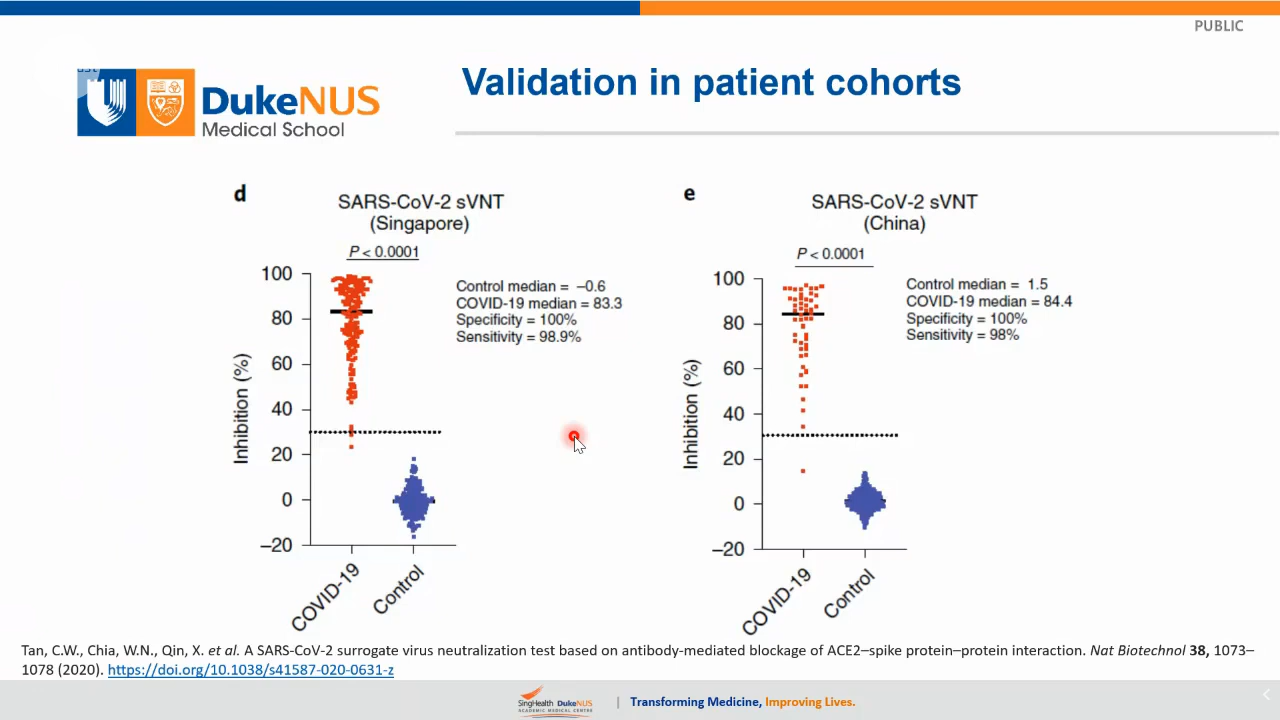 PUBLIC
DukeNUS
Medical School
Validation in patient cohorts
d
SARS-CoV-2 sVNT
(Singapore)
P < 0.0001
Control median = –0.6
COVID-19 median = 83.3
Specificity = 100%
Sensitivity = 98.9%
Inhibition (%)
100
80
60
40
20
0
–20
COVID-19
Control
e
SARS-CoV-2 sVNT
(China)
P < 0.0001
Control median = 1.5
COVID-19 median = 84.4
Specificity = 100%
Sensitivity = 98%
Inhibition (%)
100
80
60
40
20
0
–20
COVID-19
Control
Tan, C.W., Chia, W.N., Qin, X. et al. A SARS-CoV-2 surrogate virus neutralization test based on antibody-mediated blockage of ACE2–spike protein–protein interaction. Nat Biotechnol 38, 1073–
1078 (2020). https://doi.org/10.1038/s41587-020-0631-z
SingHealth DukeNUS
ACADEMIC MEDICAL CENTRE
| Transforming Medicine, Improving Lives.